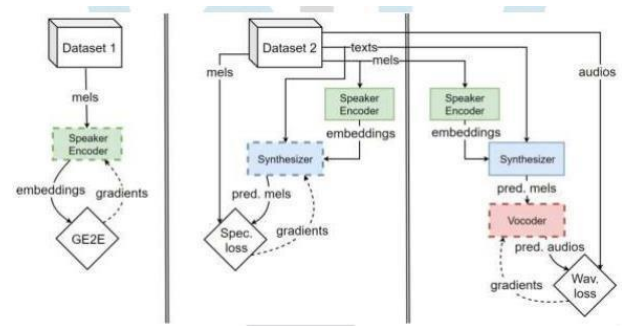 Dataset 1
mels
Speaker
Encoder
embeddings
gradients
GE2E
Dataset 2
texts
mels
mels
Speaker
Encoder
embeddings
Synthesizer
pred. mels
gradients
Spec.
loss
audios
Speaker
Encoder
embeddings
Synthesizer
pred. mels
Vocoder
pred. audios
gradients
Wav.
loss